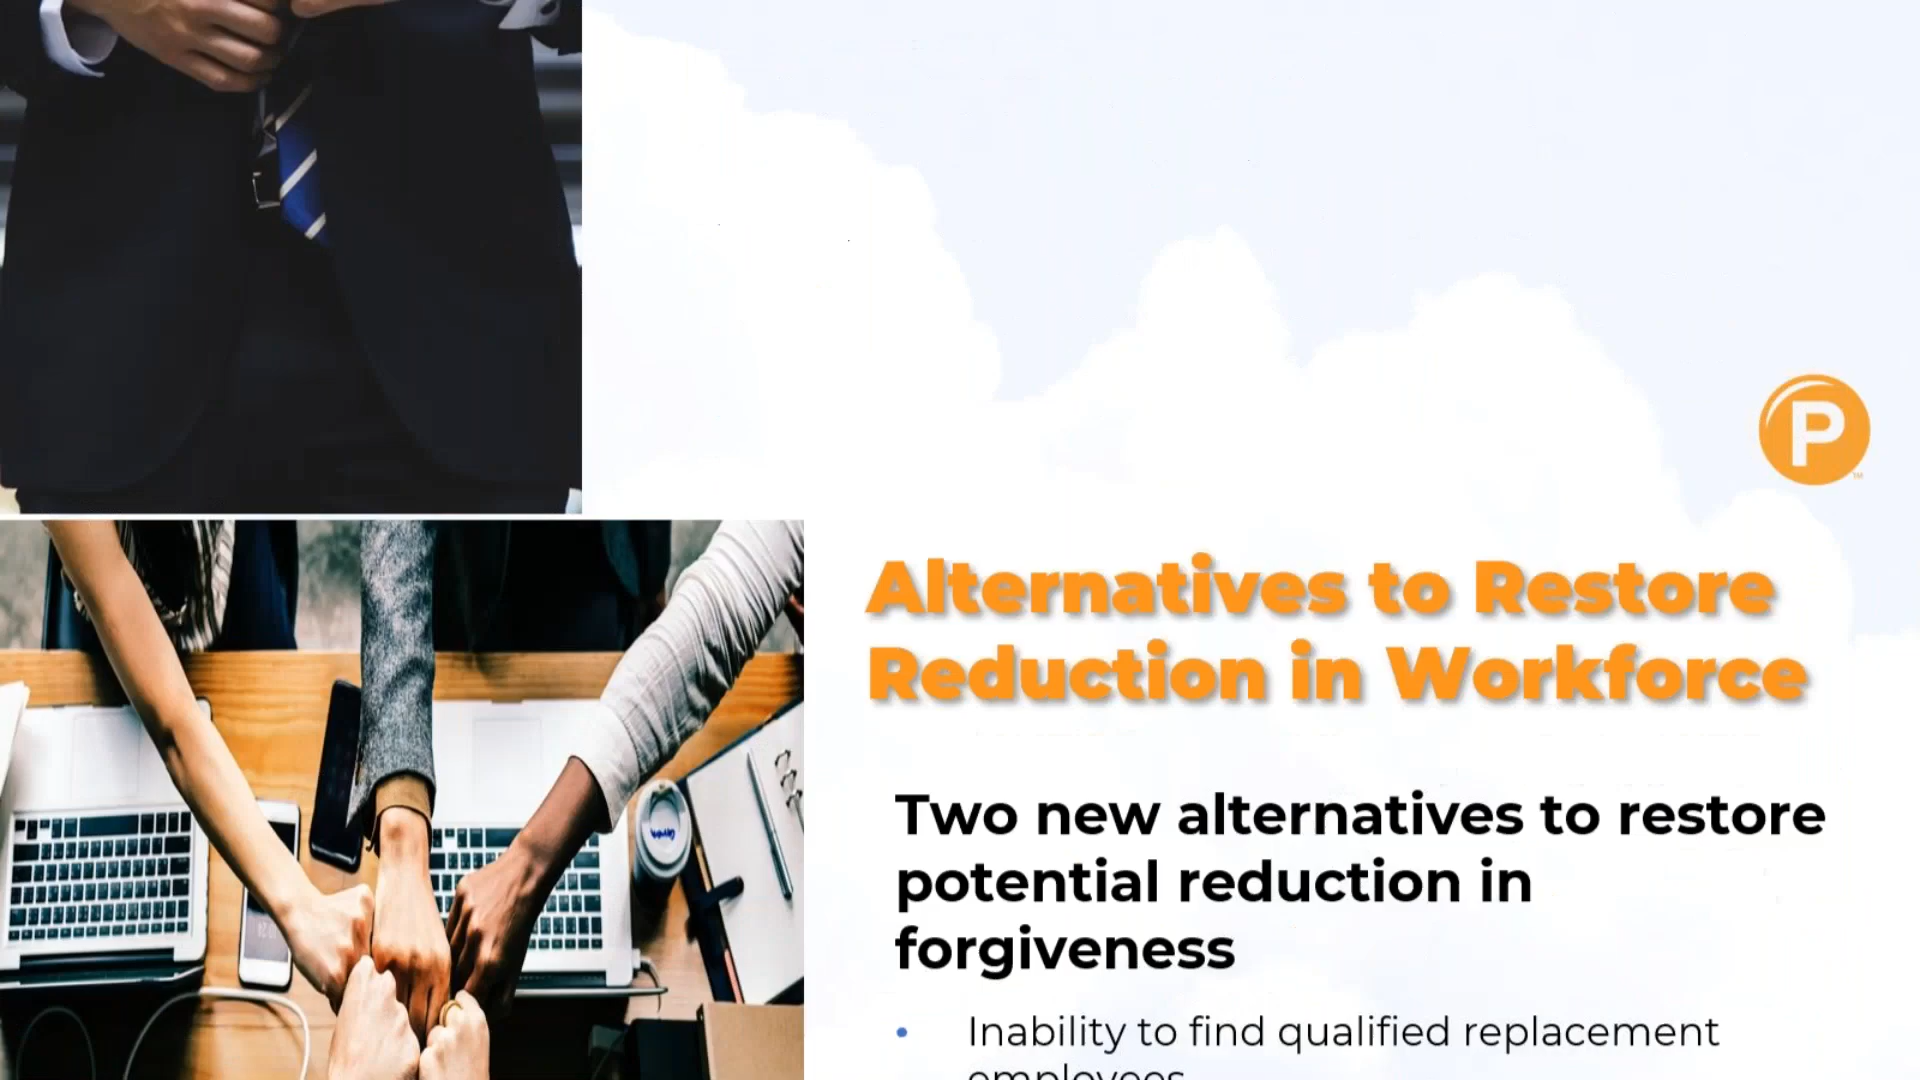 P
Alternatives to Restore
Reduction in Workforce
Two new alternatives to restore
potential reduction in
forgiveness
• Inability to find qualified replacement
employees